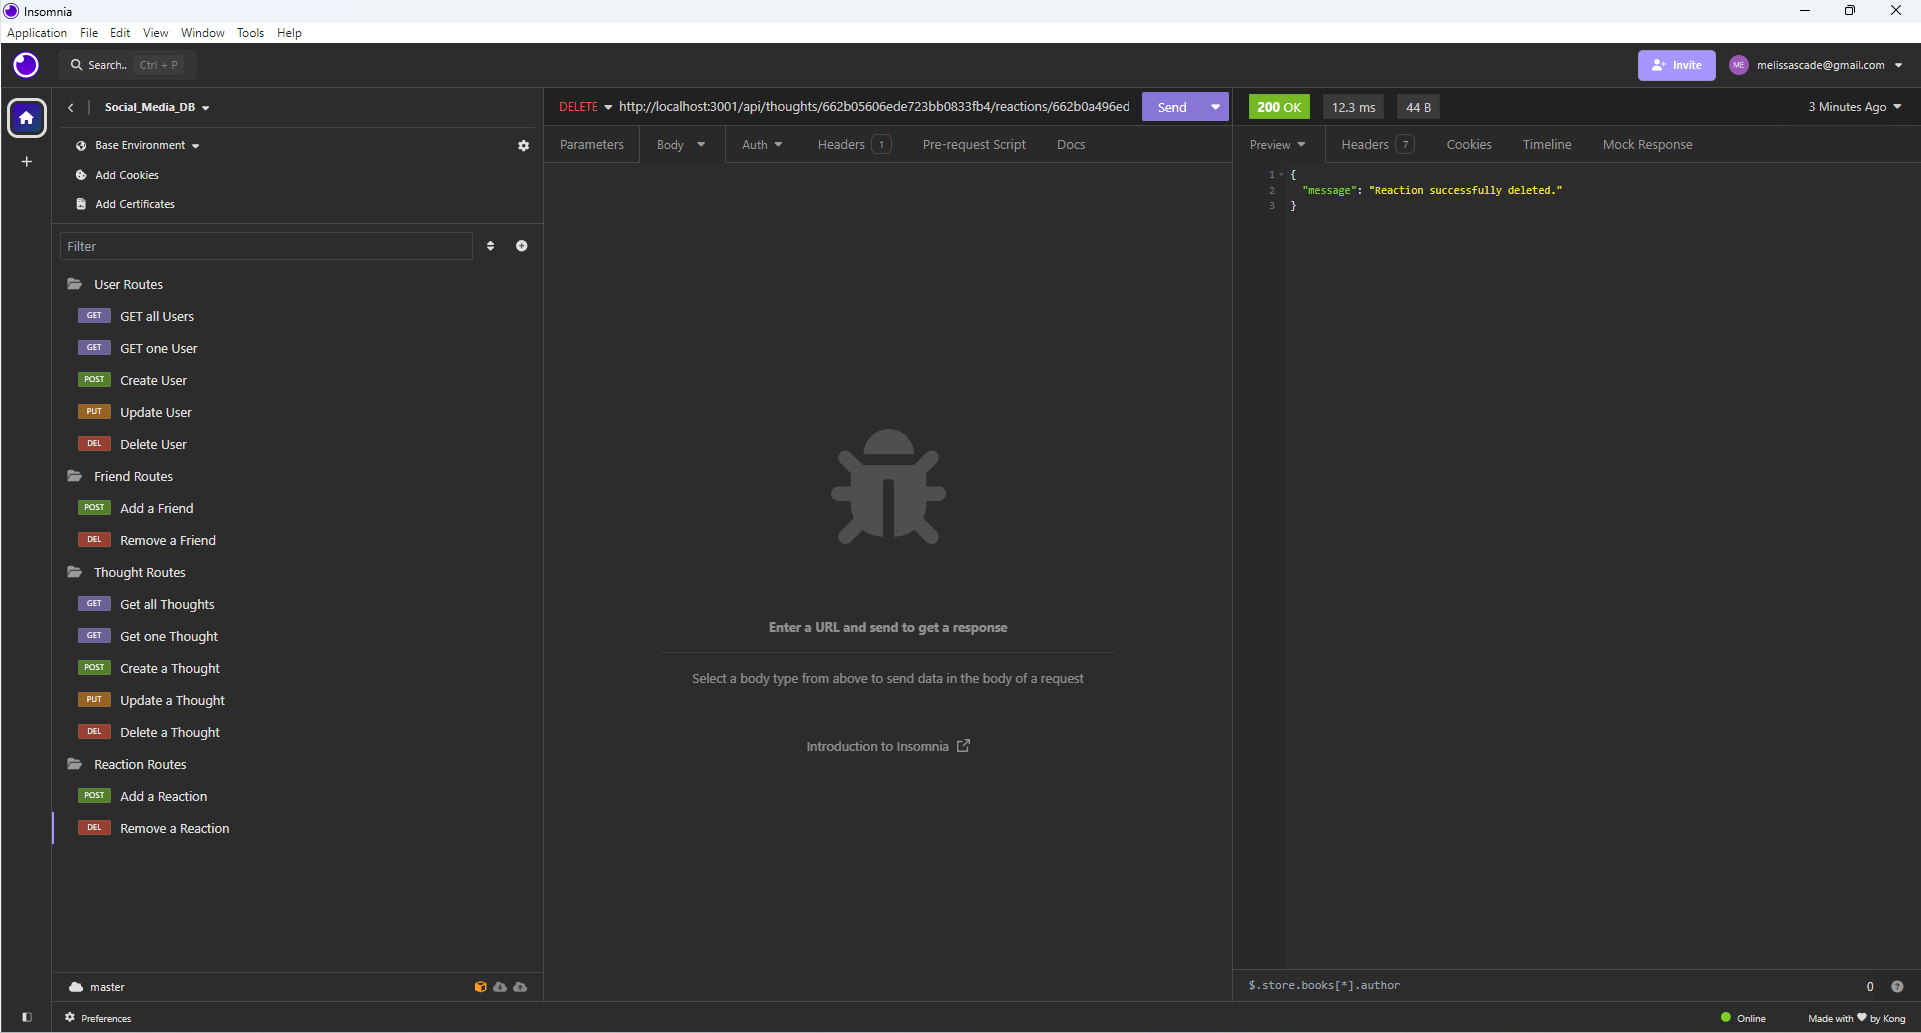 Insomnia
Application File Edit View Window Tools Help
Search.. Ctrl + P
Invite ME melissascade@gmail.com
Social_Media_DB
Base Environment
Add Cookies
Add Certificates
Filter
User Routes
GET GET all Users
GET GET one User
POST Create User
PUT Update User
DEL Delete User
Friend Routes
POST Add a Friend
DEL Remove a Friend
Thought Routes
GET Get all Thoughts
GET Get one Thought
POST Create a Thought
PUT Update a Thought
DEL Delete a Thought
Reaction Routes
POST Add a Reaction
DEL Remove a Reaction
master
Preferences
DELETE http://localhost:3001/api/thoughts/662b05606ede723bb0833fb4/reactions/662b0a496ed Send
Parameters Body Auth Headers 1 Pre-request Script Docs
Enter a URL and send to get a response
Select a body type from above to send data in the body of a request
Introduction to Insomnia
200 OK 12.3 ms 44 B 3 Minutes Ago
Preview Headers 7 Cookies Timeline Mock Response
1 {
2 "message": "Reaction successfully deleted."
3 }
$.store.books[*].author 0
Online Made with by Kong